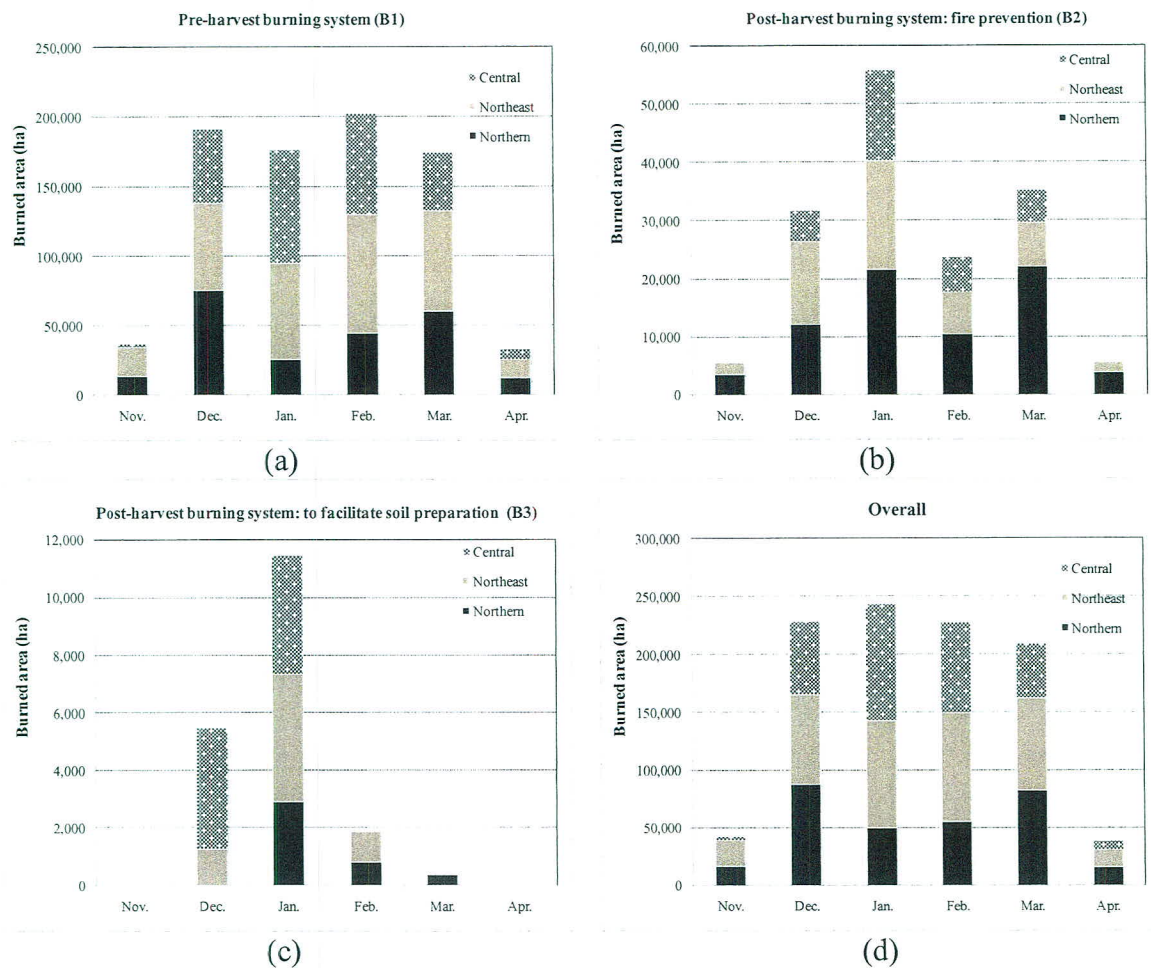 Pre-harvest burning system (B1)
250,000
200,000
150,000
100,000
50,000
0
Burned area (ha)
Central
Northeast
Northern
Nov. Dec. Jan. Feb. Mar. Apr.
(a)
Post-harvest burning system: fire prevention (B2)
60,000
50,000
40,000
30,000
20,000
10,000
0
Burned area (ha)
Central
Northeast
Northern
Nov. Dec. Jan. Feb. Mar. Apr.
(b)
Post-harvest burning system: to facilitate soil preparation (B3)
12,000
10,000
8,000
6,000
4,000
2,000
0
Burned area (ha)
Central
Northeast
Northern
Nov. Dec. Jan. Feb. Mar. Apr.
(c)
Overall
300,000
250,000
200,000
150,000
100,000
50,000
0
Burned area (ha)
Central
Northeast
Northern
Nov. Dec. Jan. Feb. Mar. Apr.
(d)